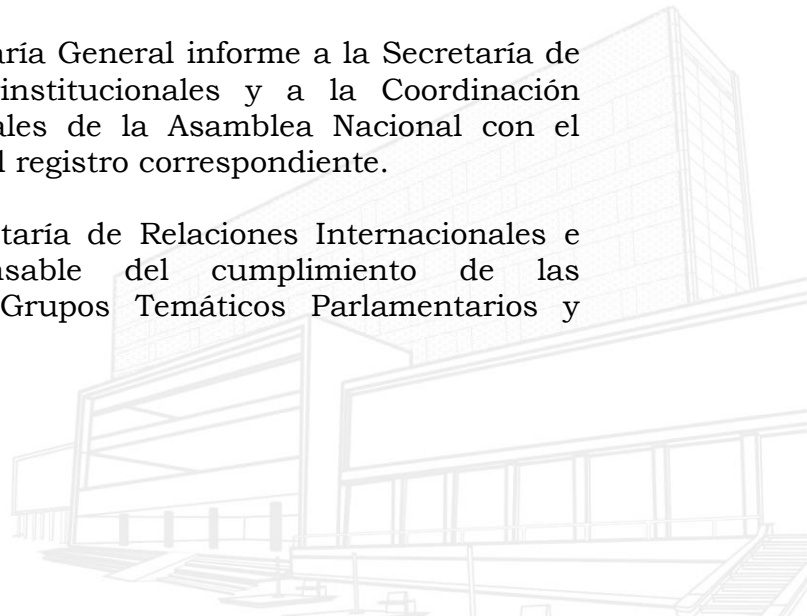 aría General informe a la Secretaría de
institucionales y a la Coordinación
ales de la Asamblea Nacional con el
l registro correspondiente.
taría de Relaciones Internacionales e
nsable del cumplimiento de las
Grupos Temáticos Parlamentarios y